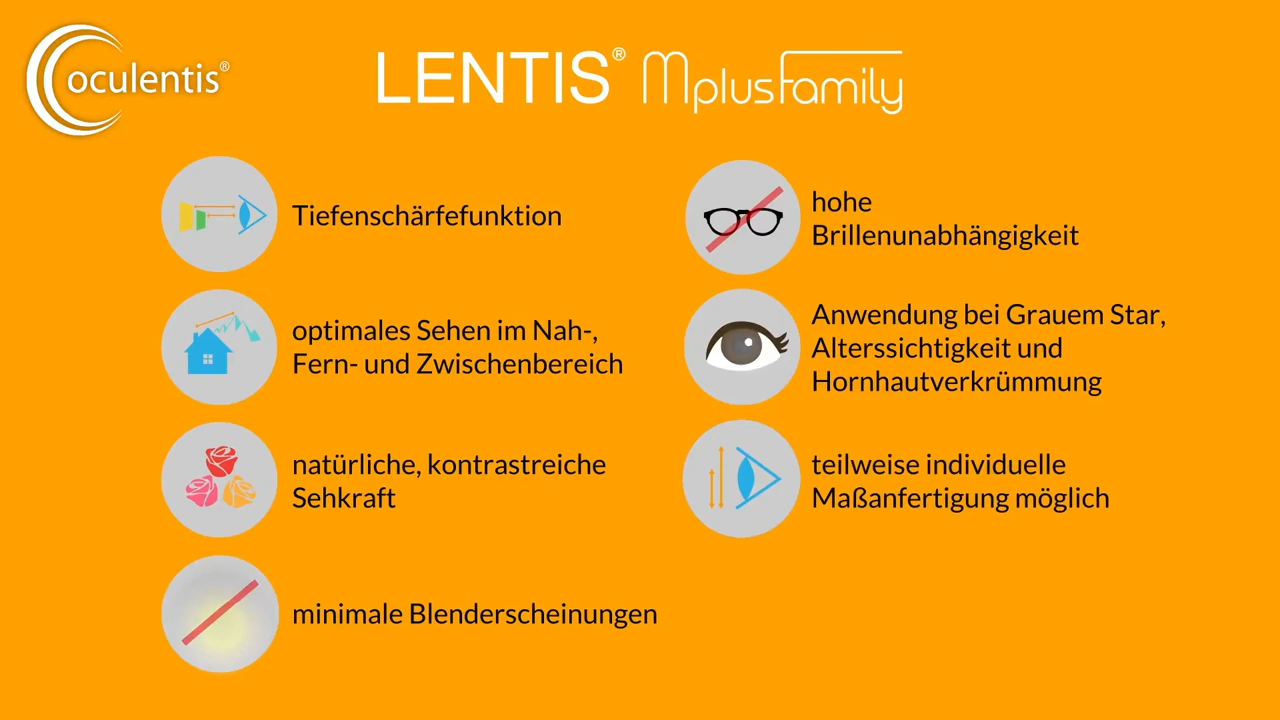 oculentis®
LENTIS® MplusFamily
Tiefenschärfefunktion
optimales Sehen im Nah-,
Fern- und Zwischenbereich
natürliche, kontrastreiche
Sehkraft
minimale Blenderscheinungen
hohe
Brillenunabhängigkeit
Anwendung bei Grauem Star,
Alterssichtigkeit und
Hornhautverkrümmung
teilweise individuelle
Maßanfertigung möglich